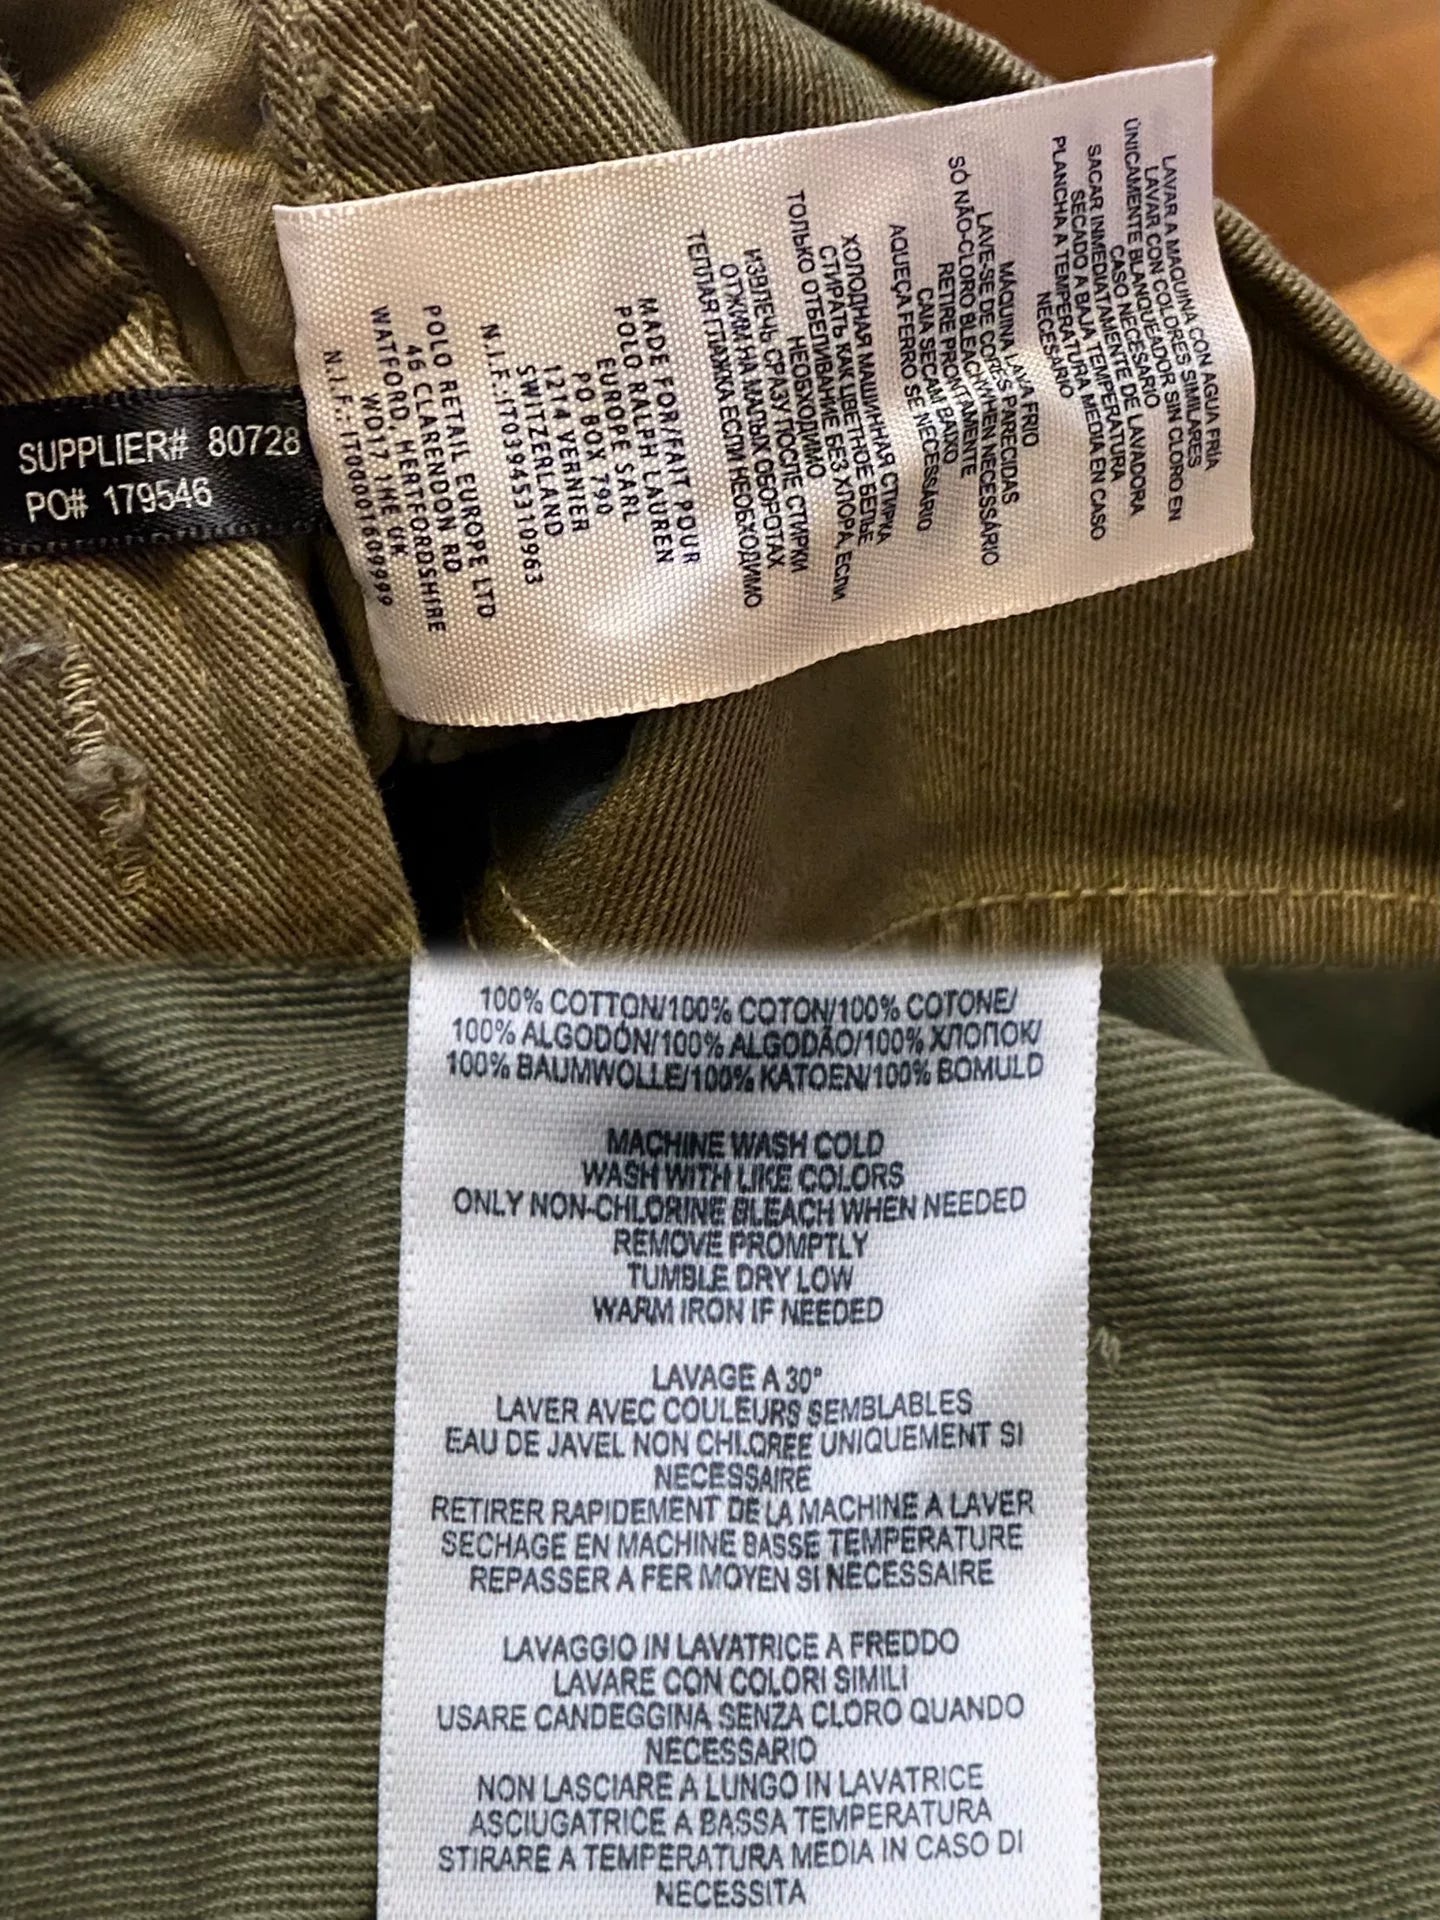 SUPPLIER# 80728
PO# 179546
LAVAR A MAQUINA CON AGUA FRÍA
LAVAR CON COLORES SIMILARES
LAVAR CON BLANQUEADOR SIN CLORO EN
ÚNICAMENTE BLANQUEADOR SIN CLORO EN
CASO NECESARIO
SACAR INMEDIATAMENTE DE LAVADORA
SECADO A BAJA TEMPERATURA
PLANCHA A TEMPERATURA MEDIA EN CASO
NECESARIO
MÁQUINA LAVA FRIO
LAVE-SE DE CORES PARECIDAS
SÓ NÃO-CLORO BLEACHYWHEN NECESSÁRIO
RETIRE PRONTAMENTE
CAIA SECAM BAIXO
AQUEÇA FERRO SE NECESSÁRIO
ХОЛОДНАЯ МАШИННАЯ СТИРКА
СТИРАТЬ КАК ЦВЕТНОЕ БЕЛЬЕ
ТОЛЬКО ОТБЕЛИВАНИЕ БЕЗ ХЛОРА, ЕСЛИ
НЕОБХОДИМО
ИЗВЛЕЧЬ СРАЗУ ПОСЛЕ СТИРКИ
ОТЖИМ НА МАЛЫХ ОБОРОТАХ
ТЕПЛАЯ ГЛАЖКА ЕСЛИ НЕОБХОДИМО
MADE FOR/FAIT POUR
POLO RALPH LAUREN
EUROPE SARL
PO BOX 790
1214 VERNIER
SWITZERLAND
N.I.F.:IT03945310963
POLO RETAIL EUROPE LTD
46 CLARENDON RD
WATFORD, HERTFORDSHIRE
WD17 1HE UK
N.I.F.:IT00001609999
100% COTTON/100% COTON/100% COTONE/
100% ALGODÓN/100% ALGODÃO/100% ХЛОПОК/
100% BAUMWOLLE/100% KATOEN/100% BOMULD
MACHINE WASH COLD
WASH WITH LIKE COLORS
ONLY NON-CHLORINE BLEACH WHEN NEEDED
REMOVE PROMPTLY
TUMBLE DRY LOW
WARM IRON IF NEEDED
LAVAGE A 30°
LAVER AVEC COULEURS SEMBLABLES
EAU DE JAVEL NON CHLOREE UNIQUEMENT SI
NECESSAIRE
RETIRER RAPIDEMENT DE LA MACHINE A LAVER
SECHAGE EN MACHINE BASSE TEMPERATURE
REPASSER A FER MOYEN SI NECESSAIRE
LAVAGGIO IN LAVATRICE A FREDDO
LAVARE CON COLORI SIMILI
USARE CANDEGGINA SENZA CLORO QUANDO
NECESSARIO
NON LASCIARE A LUNGO IN LAVATRICE
ASCIUGATRICE A BASSA TEMPERATURA
STIRARE A TEMPERATURA MEDIA IN CASO DI
NECESSITA